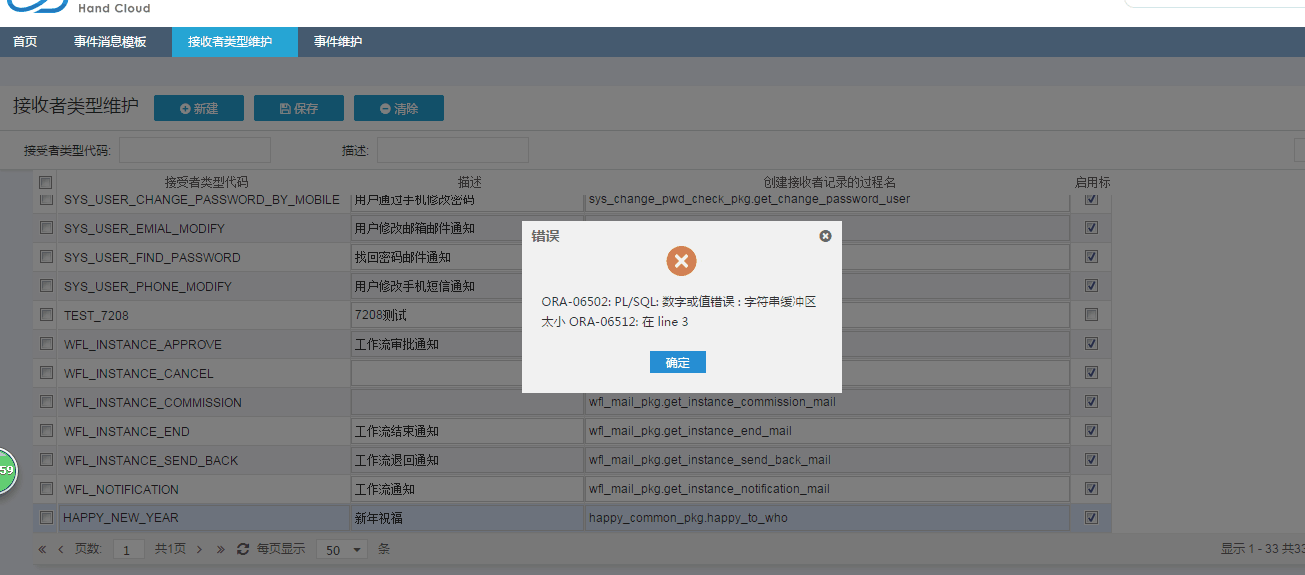 Hand Cloud
首页 事件消息模板 接收者类型维护 事件维护
接收者类型维护 新建 保存 清除
接受者类型代码: 描述:
接受者类型代码 描述 创建接收者记录的过程名 启用标
SYS_USER_CHANGE_PASSWORD_BY_MOBILE 用户通过手机修改密码 sys_change_pwd_check_pkg.get_change_password_user
SYS_USER_EMIAL_MODIFY 用户修改邮箱邮件通知
SYS_USER_FIND_PASSWORD 找回密码邮件通知
SYS_USER_PHONE_MODIFY 用户修改手机短信通知
TEST_7208 7208测试
WFL_INSTANCE_APPROVE 工作流审批通知
WFL_INSTANCE_CANCEL
WFL_INSTANCE_COMMISSION wfl_mail_pkg.get_instance_commission_mail
WFL_INSTANCE_END 工作流结束通知 wfl_mail_pkg.get_instance_end_mail
WFL_INSTANCE_SEND_BACK 工作流退回通知 wfl_mail_pkg.get_instance_send_back_mail
WFL_NOTIFICATION 工作流通知 wfl_mail_pkg.get_instance_notification_mail
HAPPY_NEW_YEAR 新年祝福 happy_common_pkg.happy_to_who
错误
ORA-06502: PL/SQL: 数字或值错误 : 字符串缓冲区
太小 ORA-06512: 在 line 3
确定
59
页数: 1 共1页 每页显示 50 条 显示 1 - 33 共33